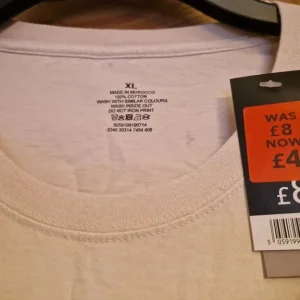 XL
MADE IN MOROCCO
100% COTTON
WASH WITH SIMILAR COLOURS
WASH INSIDE OUT
DO NOT IRON PRINT
5059199190714
WAS
£8
NOW
£4
£8
5 059199